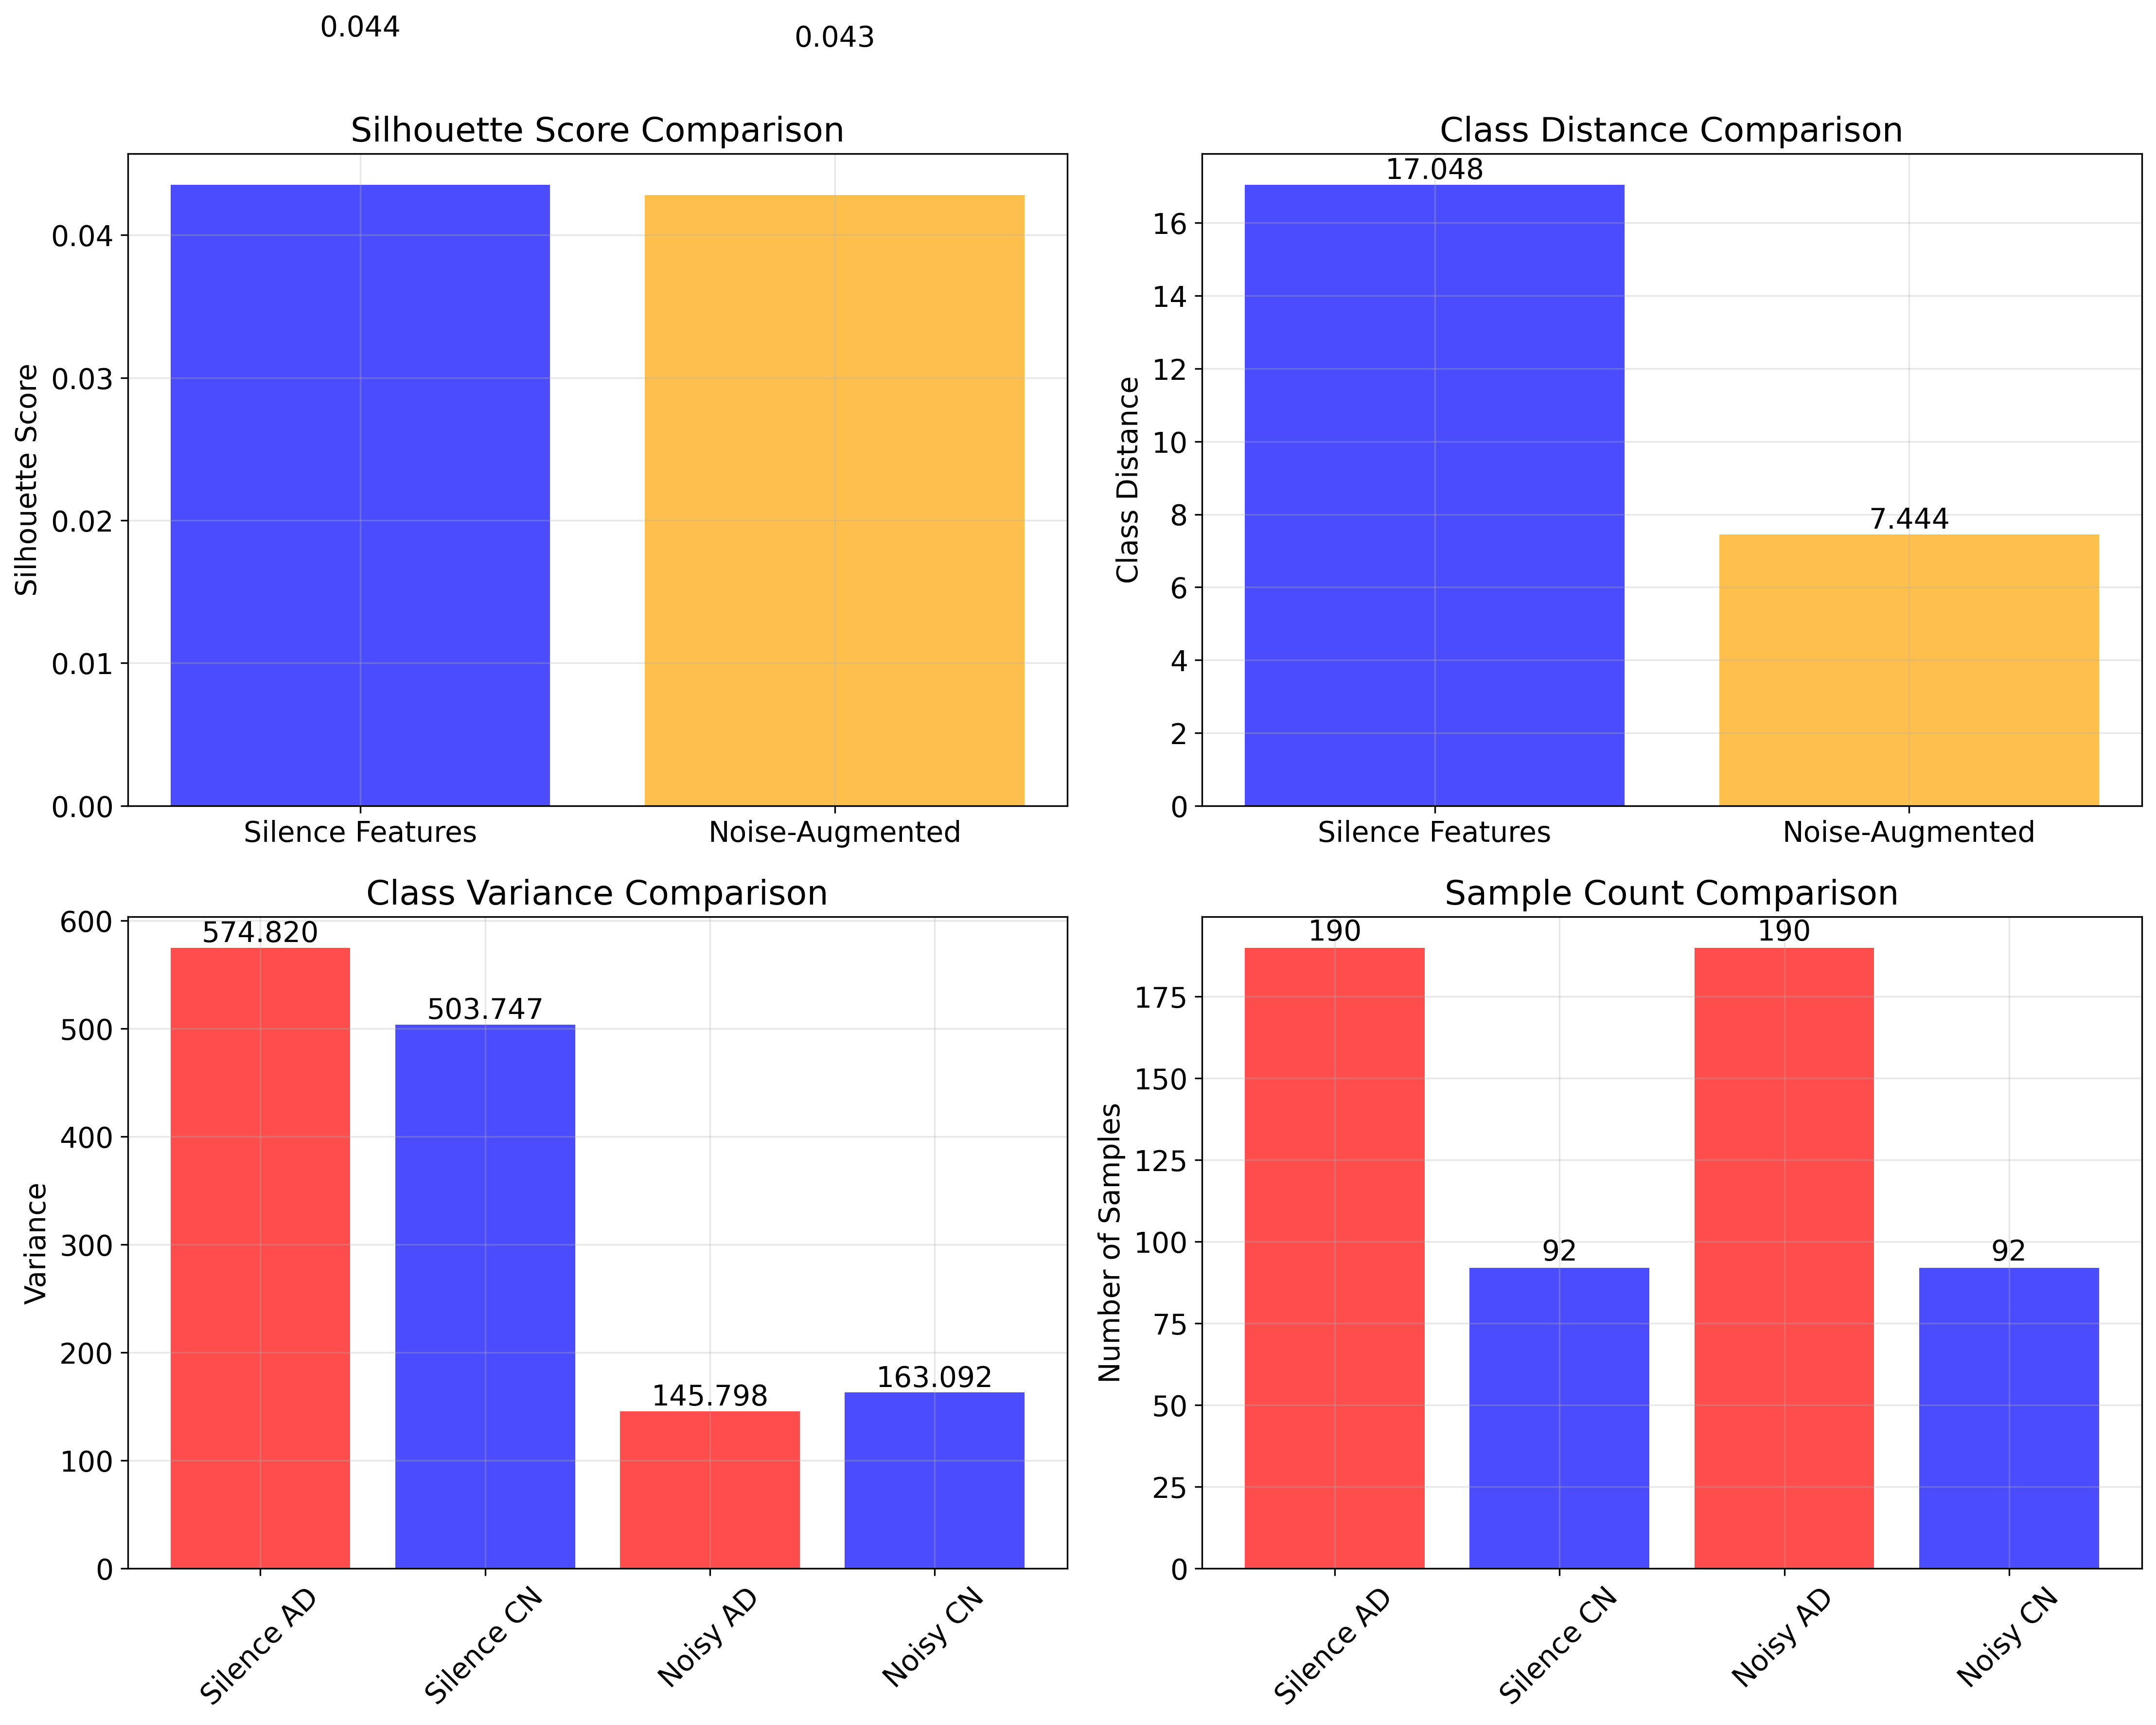 0.044
0.043
Silhouette Score Comparison
Silhouette Score
0.04
0.03
0.02
0.01
0.00
Silence Features
Noise-Augmented
Class Distance Comparison
Class Distance
17.048
7.444
16
14
12
10
8
6
4
2
0
Silence Features
Noise-Augmented
Class Variance Comparison
Variance
600
500
400
300
200
100
0
574.820
503.747
145.798
163.092
Silence AD
Silence CN
Noisy AD
Noisy CN
Sample Count Comparison
Number of Samples
175
150
125
100
75
50
25
0
190
92
190
92
Silence AD
Silence CN
Noisy AD
Noisy CN